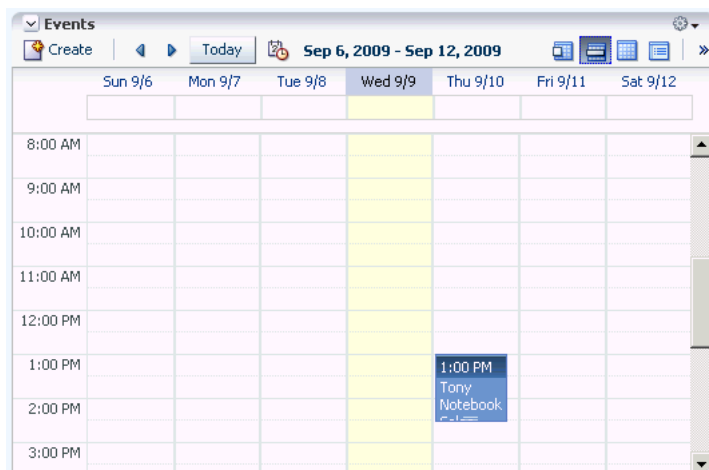 Events
Create
Today
Sep 6, 2009 - Sep 12, 2009
»
Sun 9/6 Mon 9/7 Tue 9/8 Wed 9/9 Thu 9/10 Fri 9/11 Sat 9/12
8:00 AM
9:00 AM
10:00 AM
11:00 AM
12:00 PM
1:00 PM
1:00 PM
Tony
Notebook
2:00 PM
3:00 PM